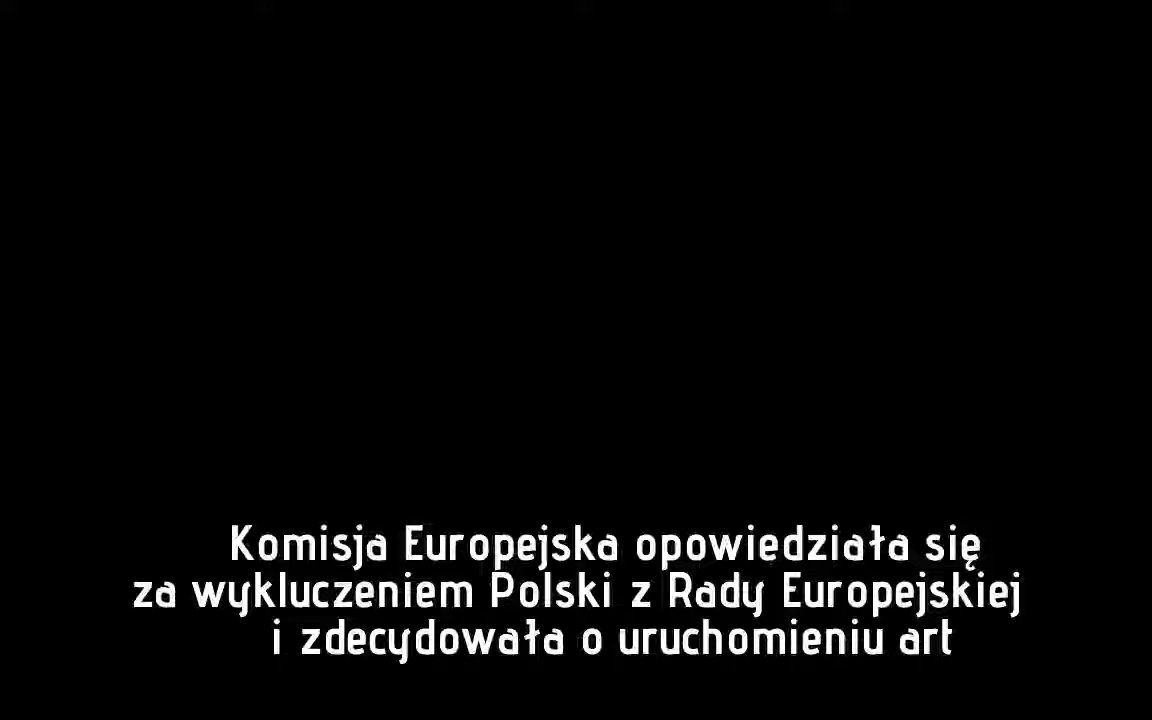 Komisja Europejska opowiedziała się
za wykluczeniem Polski z Rady Europejskiej
i zdecydowała o uruchomieniu art